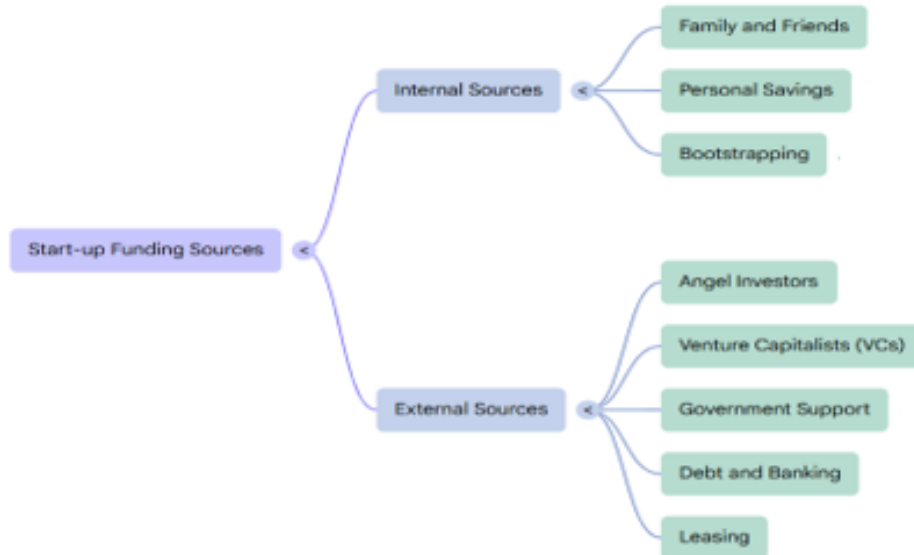 Start-up Funding Sources
Internal Sources
Family and Friends
Personal Savings
Bootstrapping
External Sources
Angel Investors
Venture Capitalists (VCs)
Government Support
Debt and Banking
Leasing